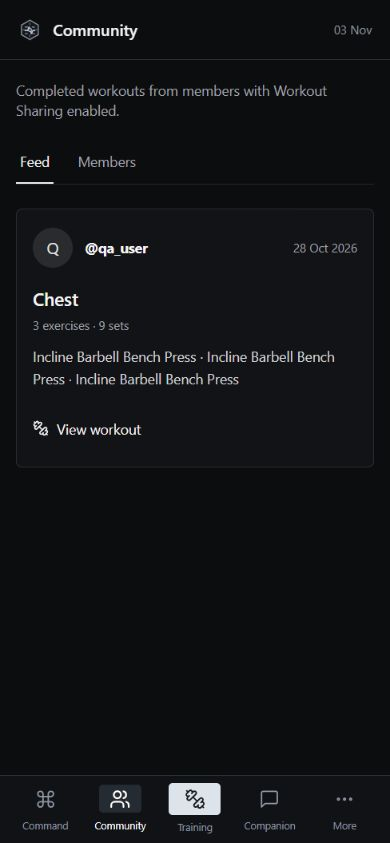 Community
03 Nov
Completed workouts from members with Workout
Sharing enabled.
Feed
Members
Q
@qa_user
28 Oct 2026
Chest
3 exercises · 9 sets
Incline Barbell Bench Press · Incline Barbell Bench
Press · Incline Barbell Bench Press
View workout
Command
Community
Training
Companion
More